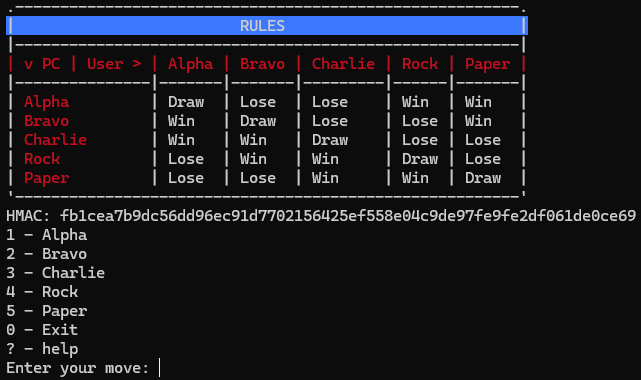 RULES
| v PC | User > | Alpha | Bravo | Charlie | Rock | Paper |
| Alpha | Draw | Lose | Lose | Win | Win |
| Bravo | Win | Draw | Lose | Lose | Win |
| Charlie | Win | Win | Draw | Lose | Lose |
| Rock | Lose | Win | Win | Draw | Lose |
| Paper | Lose | Lose | Win | Win | Draw |
HMAC: fb1cea7b9dc56dd96ec91d7702156425ef558e04c9de97fe9fe2df061de0ce69
1 - Alpha
2 - Bravo
3 - Charlie
4 - Rock
5 - Paper
0 - Exit
? - help
Enter your move: